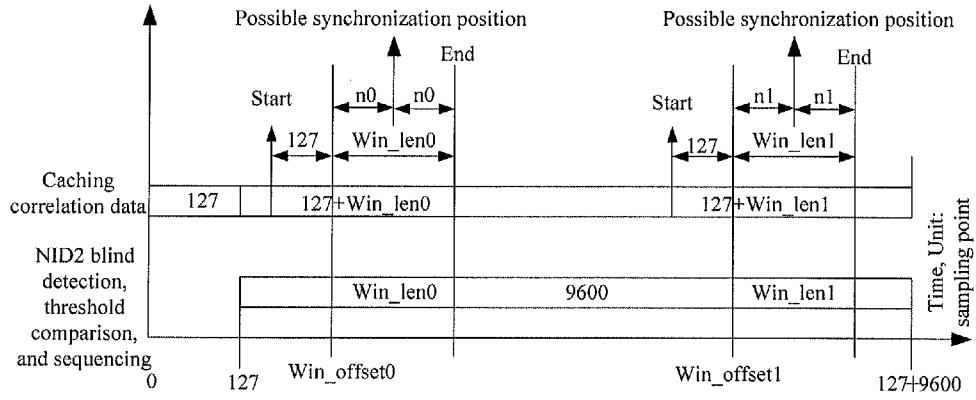 Possible synchronization position
Possible synchronization position
End
End
Start
n0
n0
Start
n1
n1
127
Win_len0
127
Win_len1
Caching
correlation data
127
127+Win_len0
127+Win_len1
NID2 blind
detection,
threshold
comparison,
and sequencing
Win_len0
9600
Win_len1
Time, Unit:
sampling point
0
127
Win_offset0
Win_offset1
127+9600